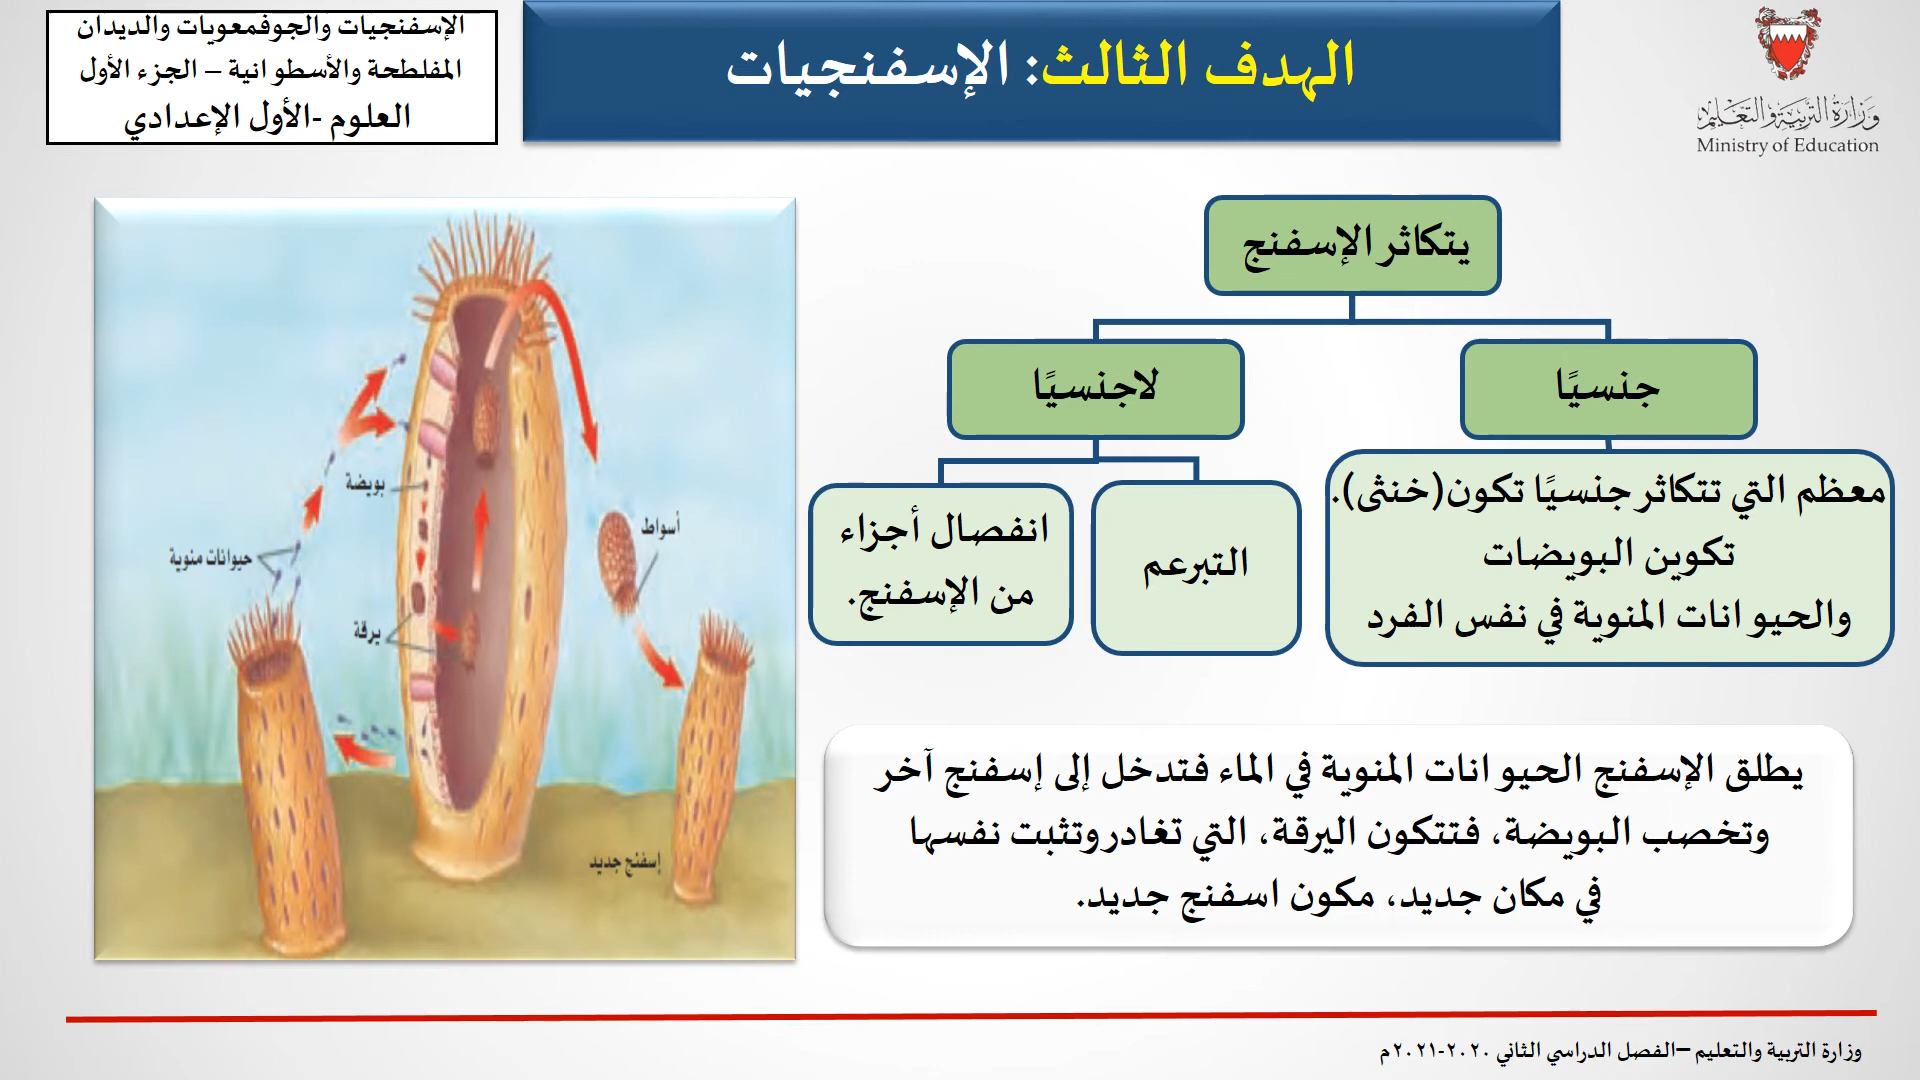 الإسفنجيات والجوفمعويات والديدان
المفلطحة والأسطوانية – الجزء الأول
العلوم -الأول الإعدادي
الهدف الثالث: الإسفنجيات
وزارة التربية والتعليم
Ministry of Education
يتكاثر الإسفنج
جنسيًا
لاجنسيًا
معظم التي تتكاثر جنسيًا تكون(خنثى).
تكوين البويضات
والحيوانات المنوية في نفس الفرد
التبرعم
انفصال أجزاء
من الإسفنج.
بويضة
أسواط
حيوانات منوية
يرقة
إسفنج جديد
يطلق الإسفنج الحيوانات المنوية في الماء فتدخل إلى إسفنج آخر
وتخصب البويضة، فتتكون اليرقة، التي تغادر وتثبت نفسها
في مكان جديد، مكون اسفنج جديد.
وزارة التربية والتعليم –الفصل الدراسي الثاني ٢٠٢٠-٢٠٢١م